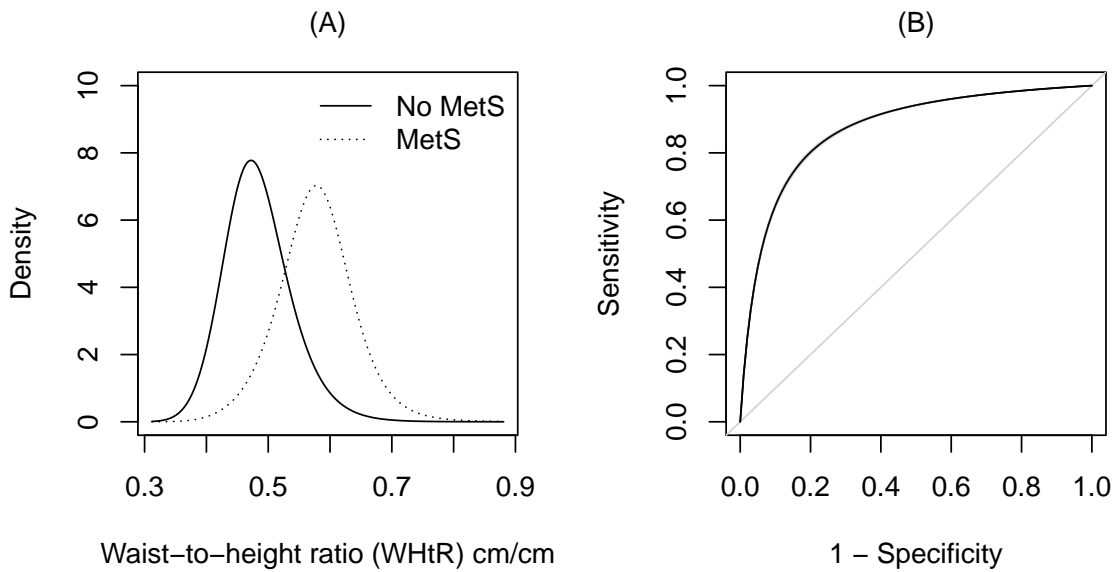 (A)
10
8
6
4
2
0
Density
No MetS
MetS
0.3 0.5 0.7 0.9
Waist−to−height ratio (WHtR) cm/cm
(B)
1.0
0.8
0.6
0.4
0.2
0.0
Sensitivity
0.0 0.2 0.4 0.6 0.8 1.0
1 − Specificity